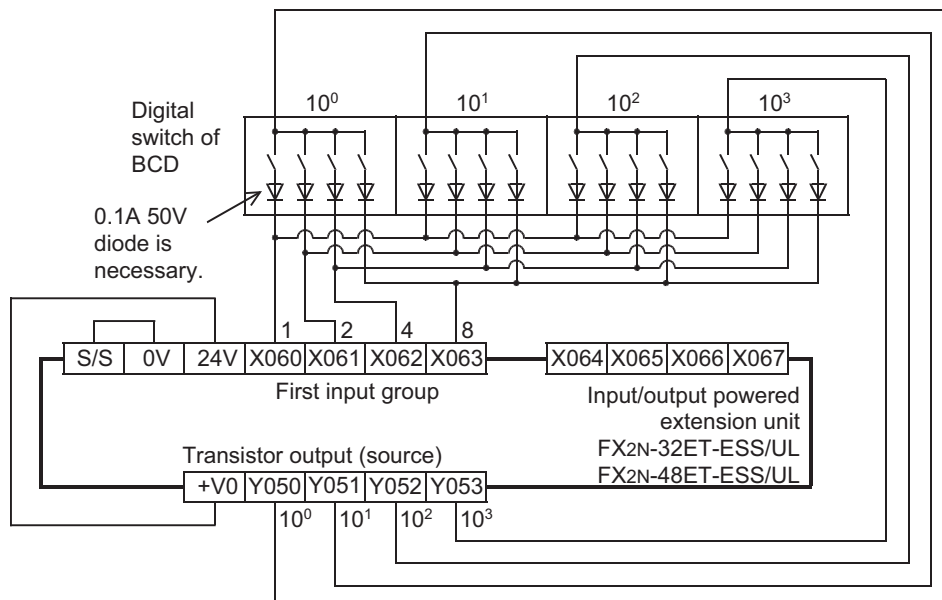 10⁰ 10¹ 10² 10³
Digital
switch of
BCD
0.1A 50V
diode is
necessary.
1 2 4 8
S/S 0V 24V X060 X061 X062 X063 X064 X065 X066 X067
First input group
Input/output powered
extension unit
FX2N-32ET-ESS/UL
FX2N-48ET-ESS/UL
Transistor output (source)
+V0 Y050 Y051 Y052 Y053
10⁰ 10¹ 10² 10³